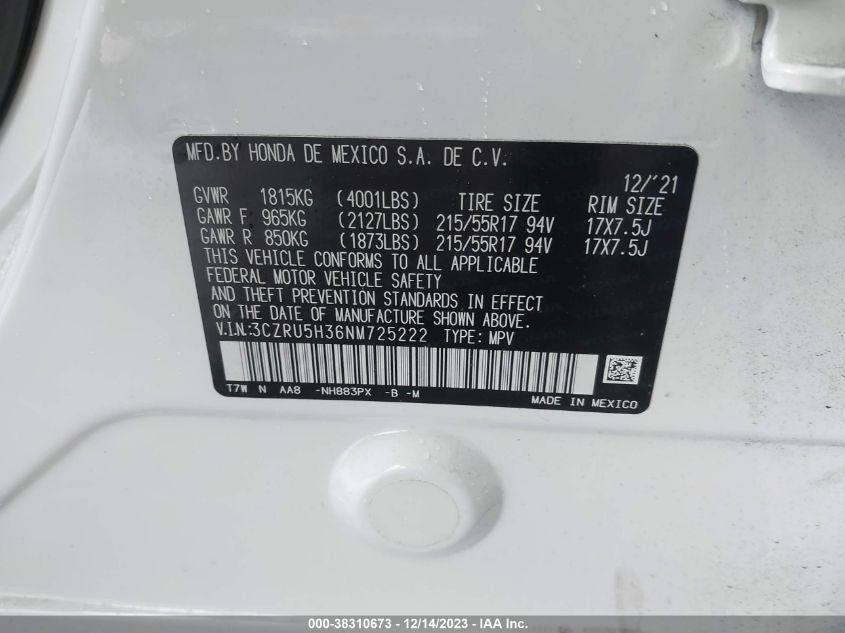 MFD.BY HONDA DE MEXICO S.A. DE C.V.
12/'21
GVWR 1815KG (4001LBS) TIRE SIZE RIM SIZE
GAWR F 965KG (2127LBS) 215/55R17 94V 17X7.5J
GAWR R 850KG (1873LBS) 215/55R17 94V 17X7.5J
THIS VEHICLE CONFORMS TO ALL APPLICABLE
FEDERAL MOTOR VEHICLE SAFETY
AND THEFT PREVENTION STANDARDS IN EFFECT
ON THE DATE OF MANUFACTURE SHOWN ABOVE.
V.I.N:3CZRU5H36NM725222 TYPE: MPV
T7W N AA8 -NH883PX -B -M
MADE IN MEXICO
000-38310673 - 12/14/2023 - IAA Inc.